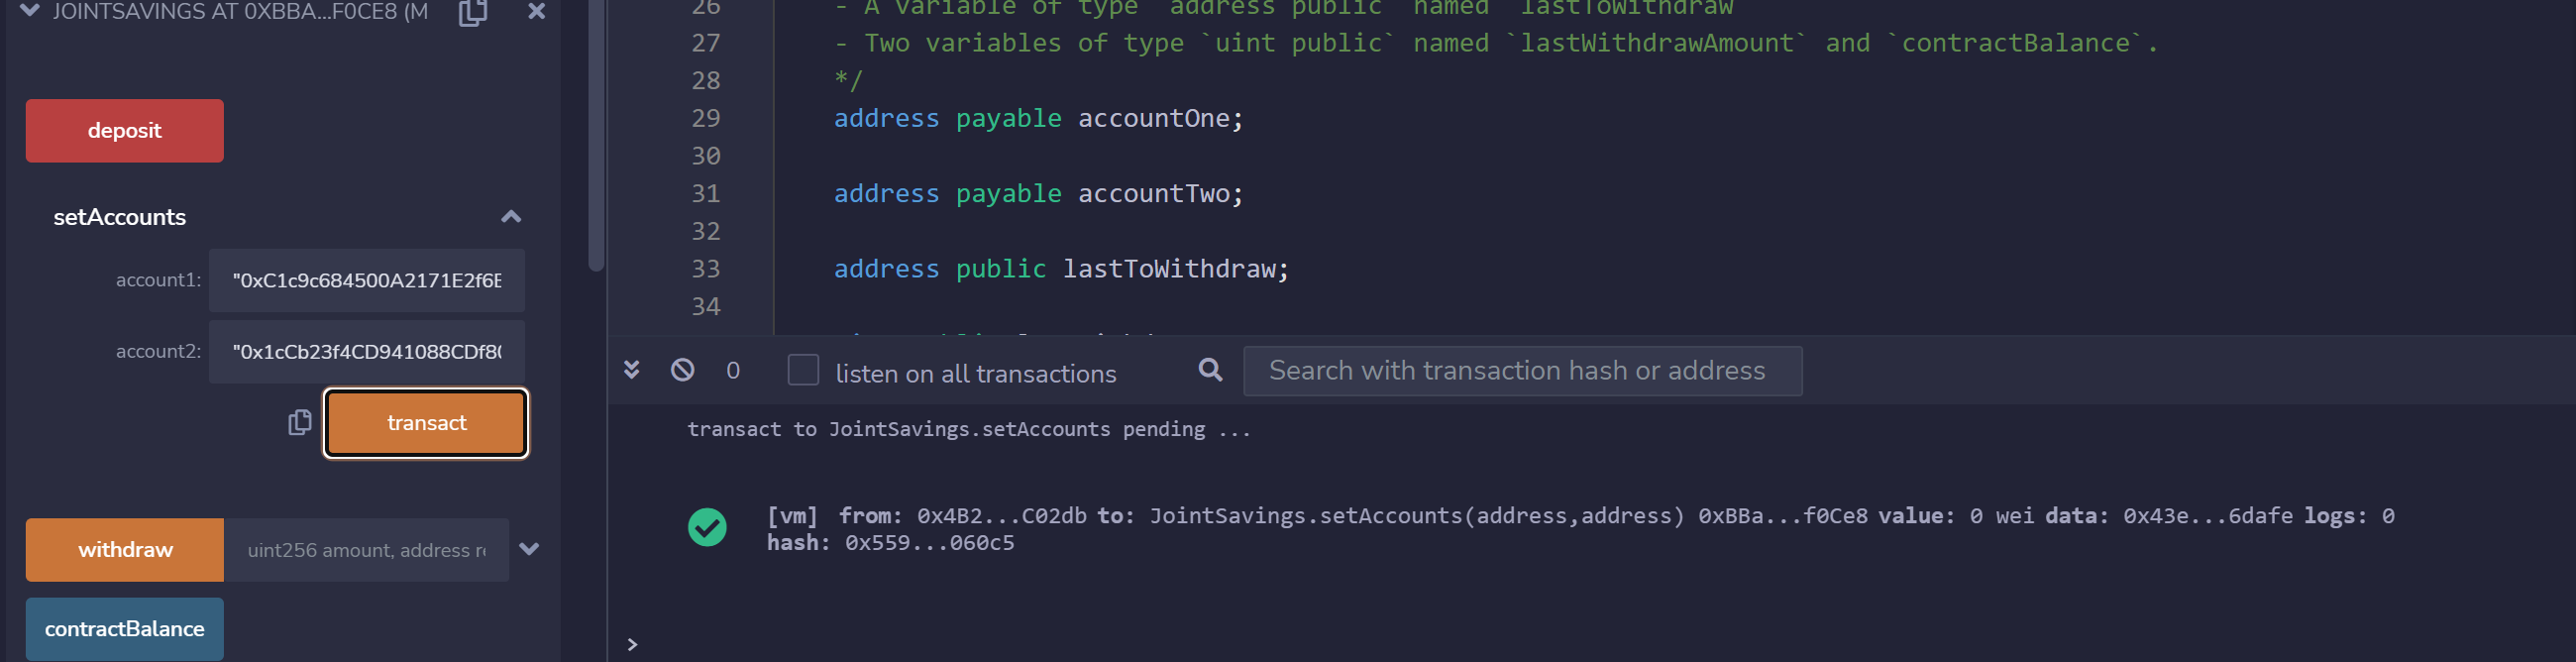 JOINTSAVINGS AT 0XBBA...F0CE8 (M
deposit
setAccounts
account1: "0xC1c9c684500A2171E2f6E
account2: "0x1cCb23f4CD941088CDf8(
transact
withdraw uint256 amount, address re
contractBalance
26 - A variable of type `address public` named `lastToWithdraw`
27 - Two variables of type `uint public` named `lastWithdrawAmount` and `contractBalance`.
28 */
29 address payable accountOne;
30
31 address payable accountTwo;
32
33 address public lastToWithdraw;
34
0 listen on all transactions Search with transaction hash or address
transact to JointSavings.setAccounts pending ...
[vm] from: 0x4B2...C02db to: JointSavings.setAccounts(address,address) 0xBBa...f0Ce8 value: 0 wei data: 0x43e...6dafe logs: 0
hash: 0x559...060c5
>